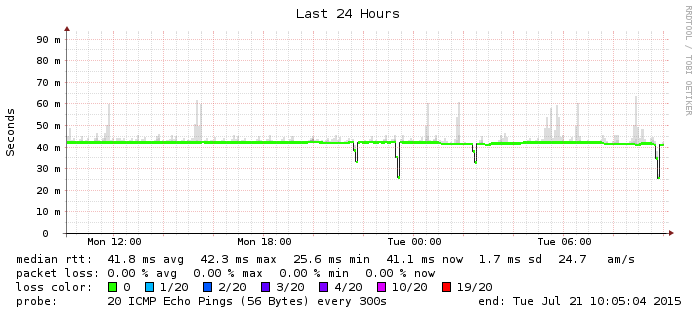 Last 24 Hours
RRDTOOL / TOBI OETIKER
Seconds
90 m
80 m
70 m
60 m
50 m
40 m
30 m
20 m
10 m
0
Mon 12:00 Mon 18:00 Tue 00:00 Tue 06:00
median rtt: 41.8 ms avg 42.3 ms max 25.6 ms min 41.1 ms now 1.7 ms sd 24.7 am/s
packet loss: 0.00 % avg 0.00 % max 0.00 % min 0.00 % now
loss color: 0 1/20 2/20 3/20 4/20 10/20 19/20
probe: 20 ICMP Echo Pings (56 Bytes) every 300s end: Tue Jul 21 10:05:04 2015